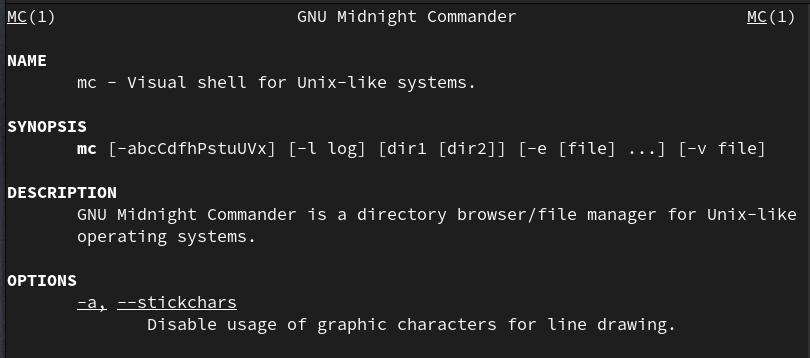 MC(1) GNU Midnight Commander MC(1)
NAME
mc - Visual shell for Unix-like systems.
SYNOPSIS
mc [-abcCdfhPstuUVx] [-l log] [dir1 [dir2]] [-e [file] ...] [-v file]
DESCRIPTION
GNU Midnight Commander is a directory browser/file manager for Unix-like
operating systems.
OPTIONS
-a, --stickchars
Disable usage of graphic characters for line drawing.